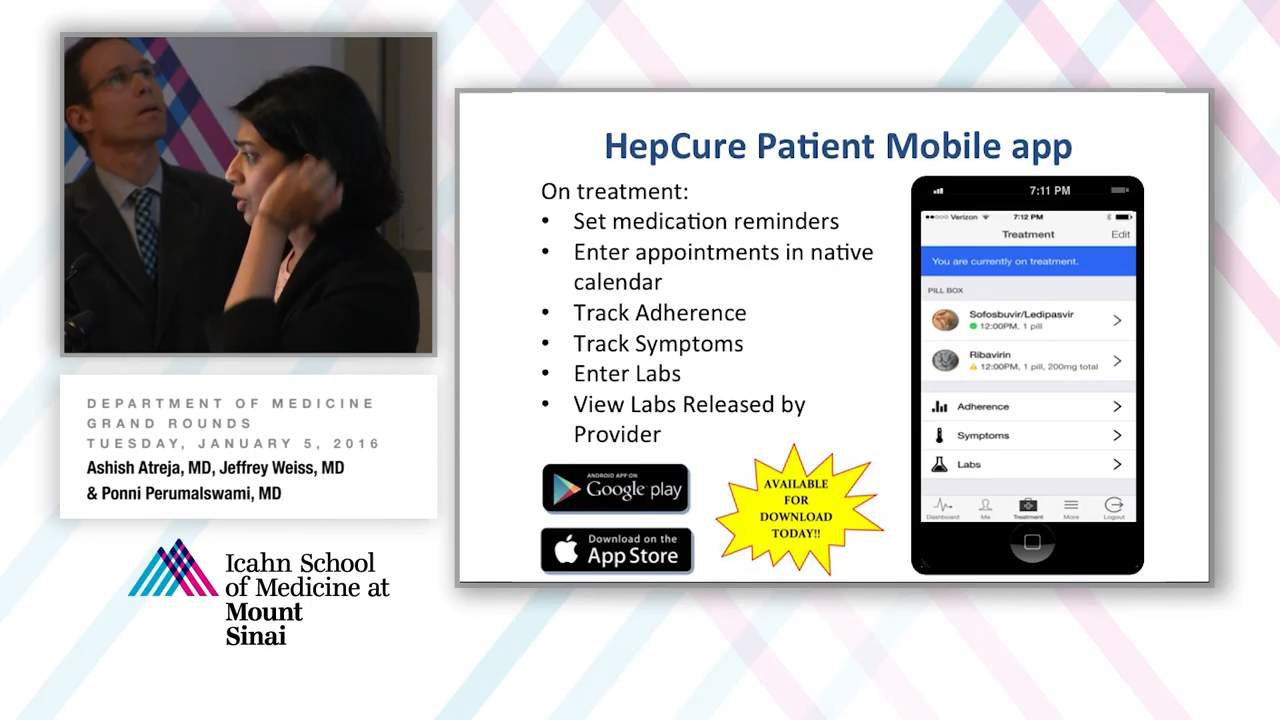 DEPARTMENT OF MEDICINE
GRAND ROUNDS
TUESDAY, JANUARY 5, 2016
Ashish Atreja, MD, Jeffrey Weiss, MD
& Ponni Perumalswami, MD
Icahn School
of Medicine at
Mount
Sinai
HepCure Patient Mobile app
On treatment:
• Set medication reminders
• Enter appointments in native
calendar
• Track Adherence
• Track Symptoms
• Enter Labs
• View Labs Released by
Provider
ANDROID APP ON
Google play
Download on the
App Store
AVAILABLE
FOR
DOWNLOAD
TODAY!!
7:11 PM
Verizon 7:12 PM
Treatment Edit
You are currently on treatment.
PILL BOX
Sofosbuvir/Ledipasvir
12:00PM, 1 pill
Ribavirin
12:00PM, 1 pill, 200mg total
Adherence
Symptoms
Labs
Dashboard Me Treatment More Logout